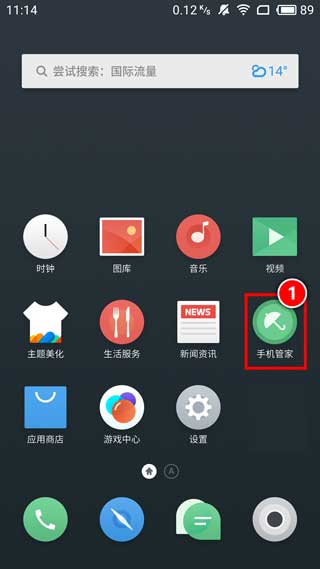 11:14
0.12 K/s
89
尝试搜索：国际流量
14°
时钟
图库
音乐
视频
NEWS
1
主题美化
生活服务
新闻资讯
手机管家
应用商店
游戏中心
设置
A